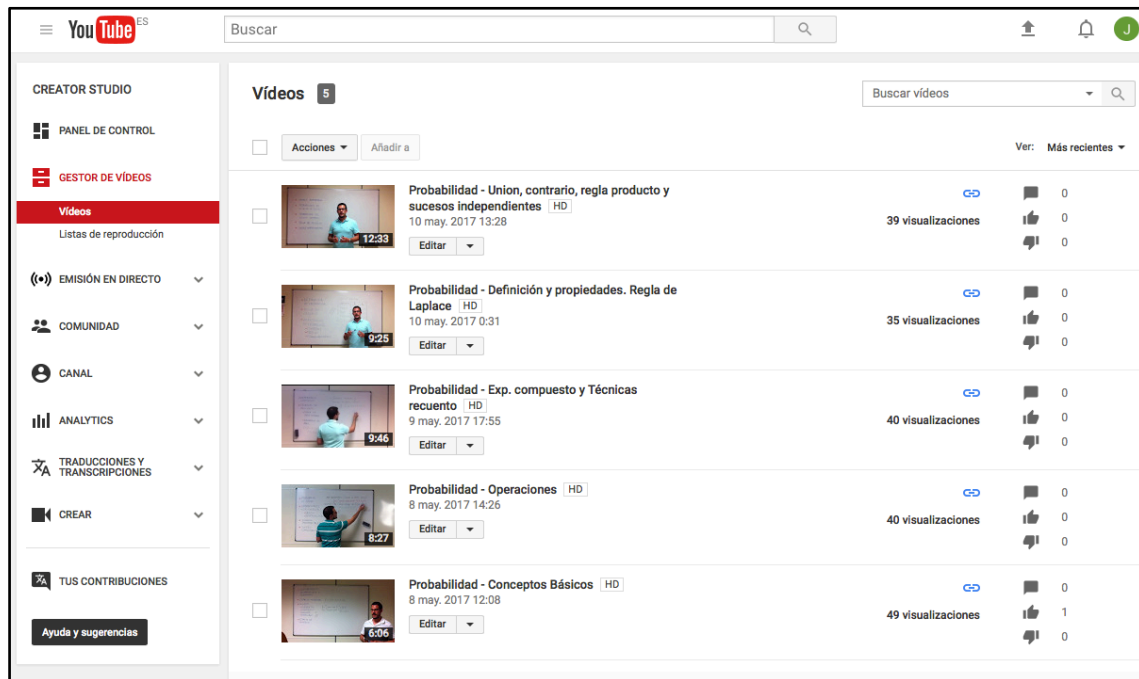 YouTube ES
Buscar
J
CREATOR STUDIO
PANEL DE CONTROL
GESTOR DE VÍDEOS
Vídeos
Listas de reproducción
EMISIÓN EN DIRECTO
COMUNIDAD
CANAL
ANALYTICS
TRADUCCIONES Y
TRANSCRIPCIONES
CREAR
TUS CONTRIBUCIONES
Ayuda y sugerencias
Vídeos 5
Buscar vídeos
Acciones Añadir a
Ver: Más recientes
12:33
Probabilidad - Union, contrario, regla producto y
sucesos independientes HD
10 may. 2017 13:28
Editar
39 visualizaciones
0
0
0
9:25
Probabilidad - Definición y propiedades. Regla de
Laplace HD
10 may. 2017 0:31
Editar
35 visualizaciones
0
0
0
9:46
Probabilidad - Exp. compuesto y Técnicas
recuento HD
9 may. 2017 17:55
Editar
40 visualizaciones
0
0
0
8:27
Probabilidad - Operaciones HD
8 may. 2017 14:26
Editar
40 visualizaciones
0
0
0
6:06
Probabilidad - Conceptos Básicos HD
8 may. 2017 12:08
Editar
49 visualizaciones
0
1
0